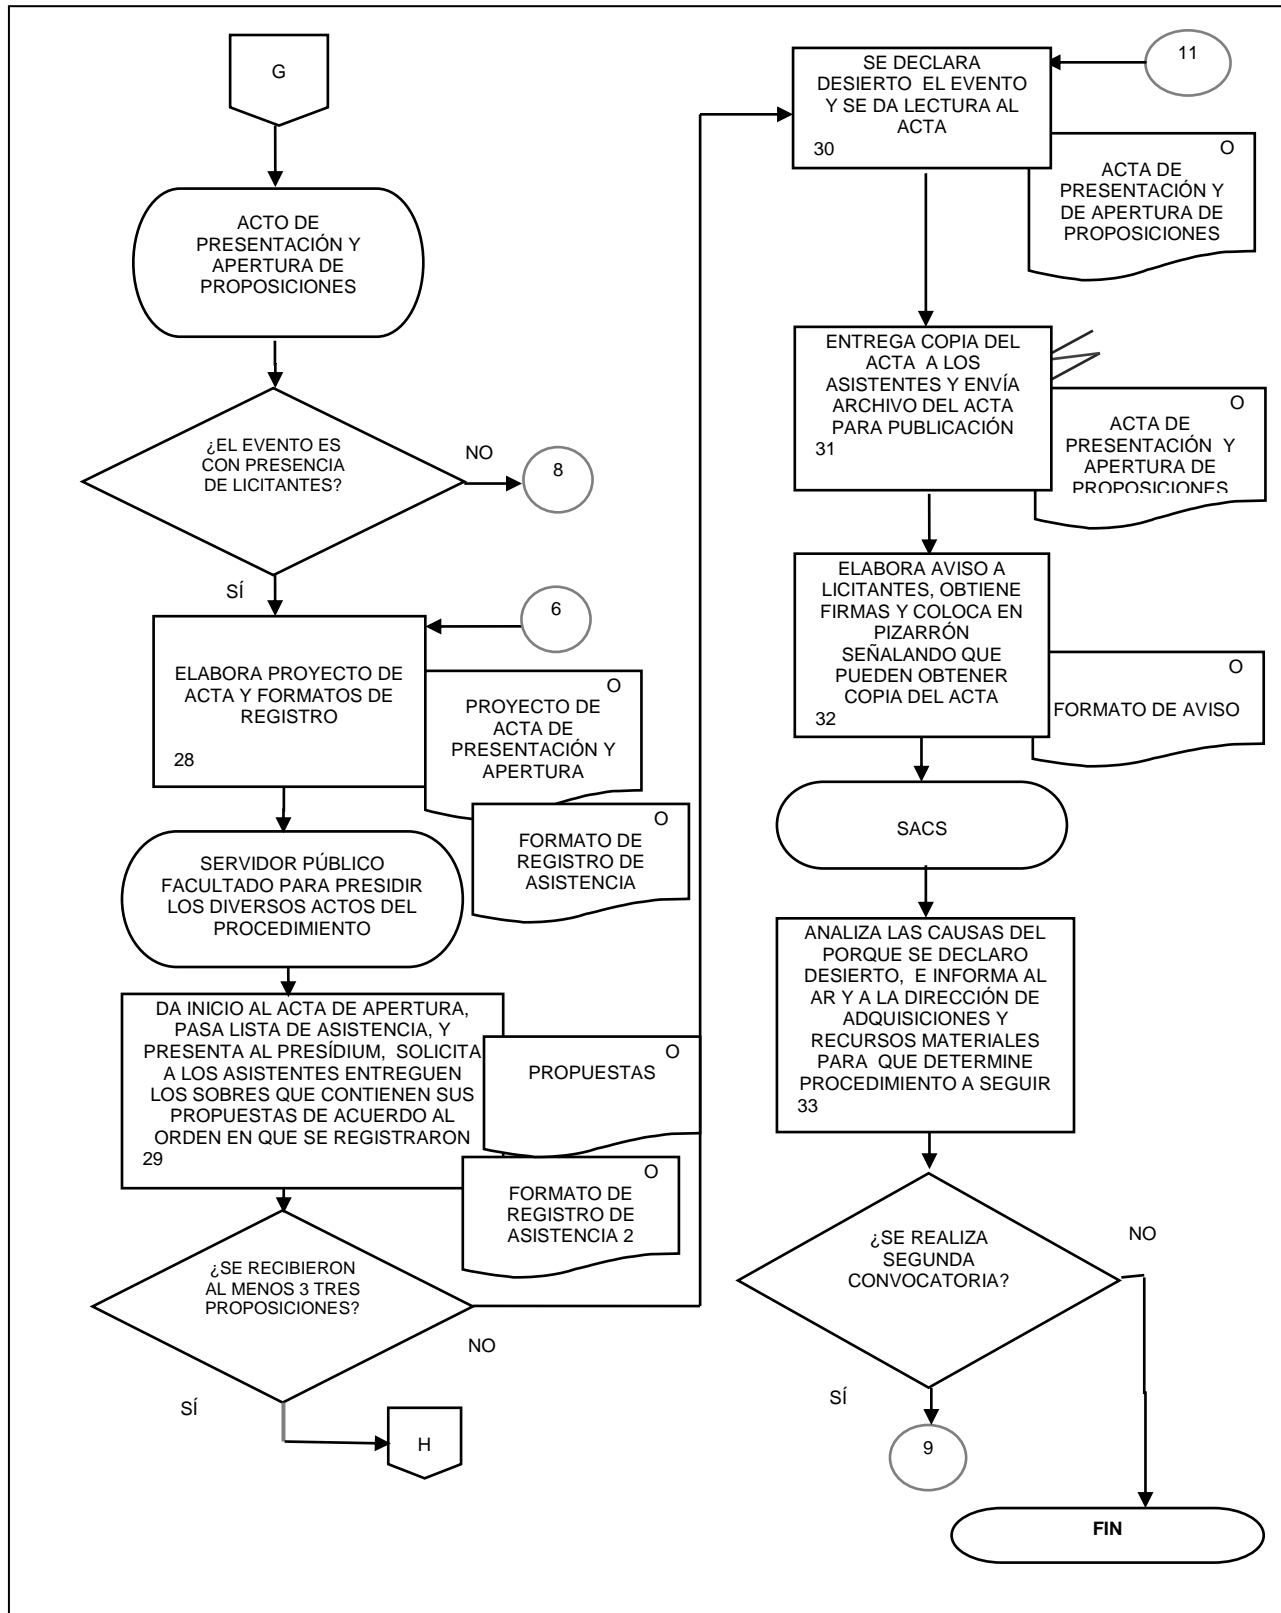 G
ACTO DE
PRESENTACIÓN Y
APERTURA DE
PROPOSICIONES
¿EL EVENTO ES
CON PRESENCIA
DE LICITANTES?
NO
8
SÍ
6
ELABORA PROYECTO DE
ACTA Y FORMATOS DE
REGISTRO
28
O
PROYECTO DE
ACTA DE
PRESENTACIÓN Y
APERTURA
O
FORMATO DE
REGISTRO DE
ASISTENCIA
SERVIDOR PÚBLICO
FACULTADO PARA PRESIDIR
LOS DIVERSOS ACTOS DEL
PROCEDIMIENTO
DA INICIO AL ACTA DE APERTURA,
PASA LISTA DE ASISTENCIA, Y
PRESENTA AL PRESÍDIUM, SOLICITA
A LOS ASISTENTES ENTREGUEN
LOS SOBRES QUE CONTIENEN SUS
PROPUESTAS DE ACUERDO AL
ORDEN EN QUE SE REGISTRARON
29
O
PROPUESTAS
O
FORMATO DE
REGISTRO DE
ASISTENCIA 2
¿SE RECIBIERON
AL MENOS 3 TRES
PROPOSICIONES?
NO
SÍ
H
11
SE DECLARA
DESIERTO EL EVENTO
Y SE DA LECTURA AL
ACTA
30
O
ACTA DE
PRESENTACIÓN Y
DE APERTURA DE
PROPOSICIONES
ENTREGA COPIA DEL
ACTA A LOS
ASISTENTES Y ENVÍA
ARCHIVO DEL ACTA
PARA PUBLICACIÓN
31
O
ACTA DE
PRESENTACIÓN Y
APERTURA DE
PROPOSICIONES
ELABORA AVISO A
LICITANTES, OBTIENE
FIRMAS Y COLOCA EN
PIZARRÓN
SEÑALANDO QUE
PUEDEN OBTENER
COPIA DEL ACTA
32
O
FORMATO DE AVISO
SACS
ANALIZA LAS CAUSAS DEL
PORQUE SE DECLARO
DESIERTO, E INFORMA AL
AR Y A LA DIRECCIÓN DE
ADQUISICIONES Y
RECURSOS MATERIALES
PARA QUE DETERMINE
PROCEDIMIENTO A SEGUIR
33
¿SE REALIZA
SEGUNDA
CONVOCATORIA?
NO
SÍ
9
FIN